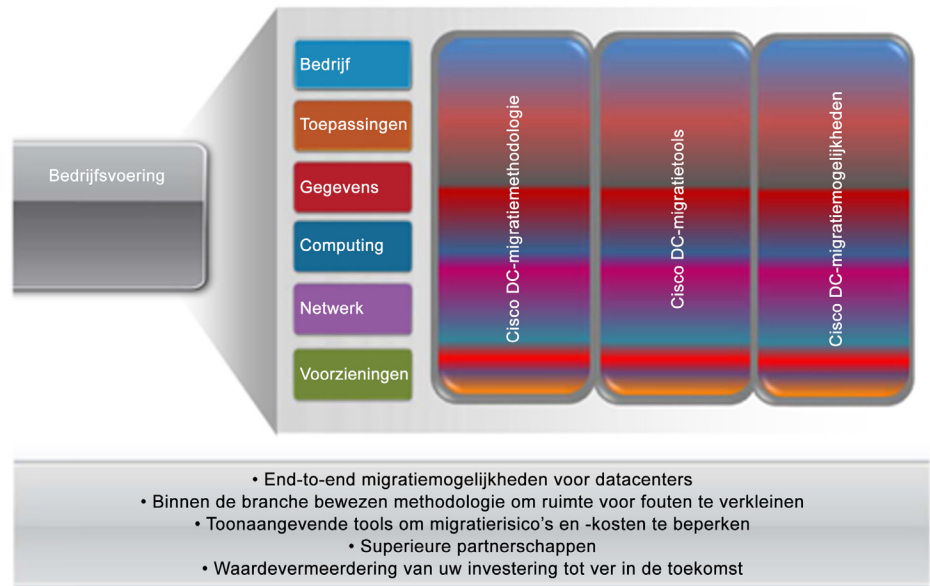 Bedrijfsvoering
Bedrijf
Toepassingen
Gegevens
Computing
Netwerk
Voorzieningen
Cisco DC-migratiemethodologie
Cisco DC-migratietools
Cisco DC-migratiemogelijkheden
• End-to-end migratiemogelijkheden voor datacenters
• Binnen de branche bewezen methodologie om ruimte voor fouten te verkleinen
• Toonaangevende tools om migratierisico’s en -kosten te beperken
• Superieure partnerschappen
• Waardevermeerdering van uw investering tot ver in de toekomst